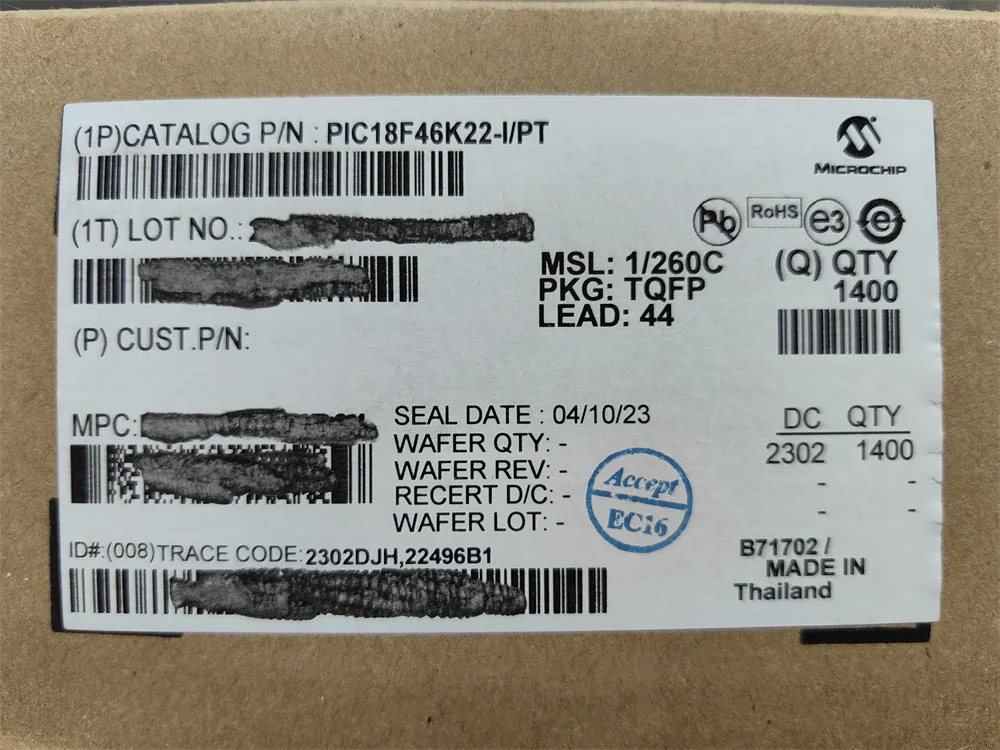 (1P)CATALOG P/N : PIC18F46K22-I/PT
MICROCHIP
(1T) LOT NO.:
Pb
RoHS
e3
e
MSL: 1/260C
PKG: TQFP
LEAD: 44
(Q) QTY
1400
(P) CUST.P/N:
MPC:
SEAL DATE : 04/10/23
WAFER QTY: -
WAFER REV: -
RECERT D/C: -
WAFER LOT: -
DC QTY
2302 1400
- -
- -
Accept
EC16
ID#:(008)TRACE CODE:2302DJH,22496B1
B71702 /
MADE IN
Thailand